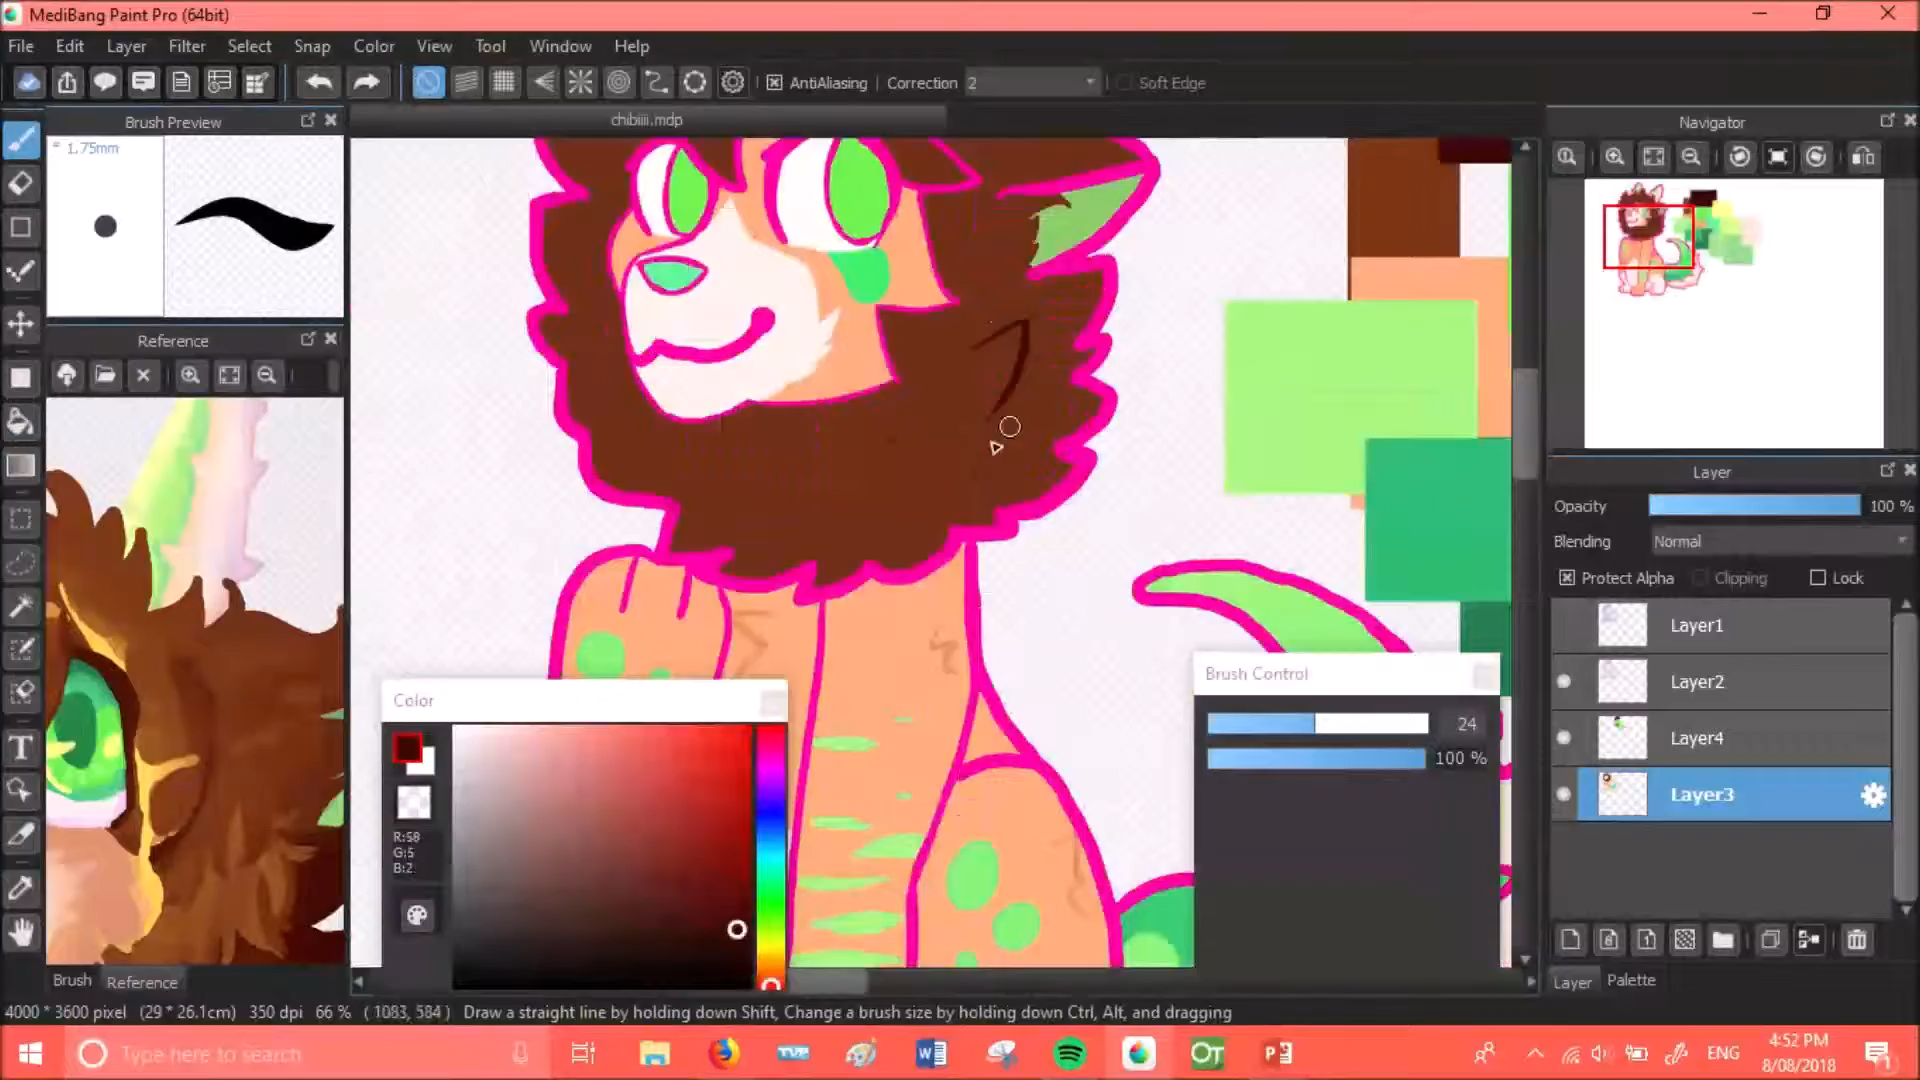 MediBang Paint Pro (64bit)
File Edit Layer Filter Select Snap Color View Tool Window Help
AntiAliasing Correction 2 Soft Edge
Brush Preview
chibiiii.mdp
Navigator
1.75mm
Reference
Layer
Opacity 100 %
Blending Normal
Protect Alpha Clipping Lock
Layer1
Layer2
Layer4
Layer3
Color
R:58
G:5
B:2
Brush Control
24
100 %
Brush Reference
Layer Palette
4000 * 3600 pixel (29 * 26.1cm) 350 dpi 66 % ( 1083, 584 ) Draw a straight line by holding down Shift, Change a brush size by holding down Ctrl, Alt, and dragging
Type here to search
ENG
4:52 PM
8/08/2018